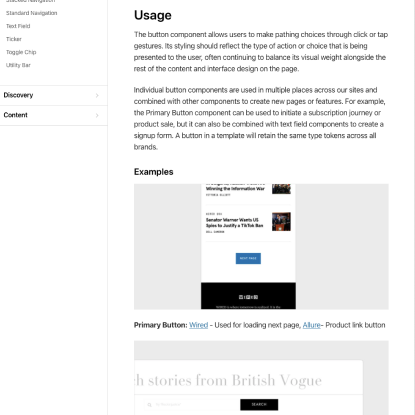 Stacked Navigation
Standard Navigation
Text Field
Ticker
Toggle Chip
Utility Bar
Discovery
Content
Usage
The button component allows users to make pathing choices through click or tap
gestures. Its styling should reflect the type of action or choice that is being
presented to the user, often continuing to balance its visual weight alongside the
rest of the content and interface design on the page.
Individual button components are used in multiple places across our sites and
combined with other components to create new pages or features. For example,
the Primary Button component can be used to initiate a subscription journey or
product sale, but it can also be combined with text field components to create a
signup form. A button in a template will retain the same type tokens across all
brands.
Examples
Winning the Information War
Senator Warner Wants US
Spies to Justify a TikTok Ban
NEXT PAGE
Primary Button: Wired - Used for loading next page, Allure- Product link button
h stories from British Vogue
SEARCH